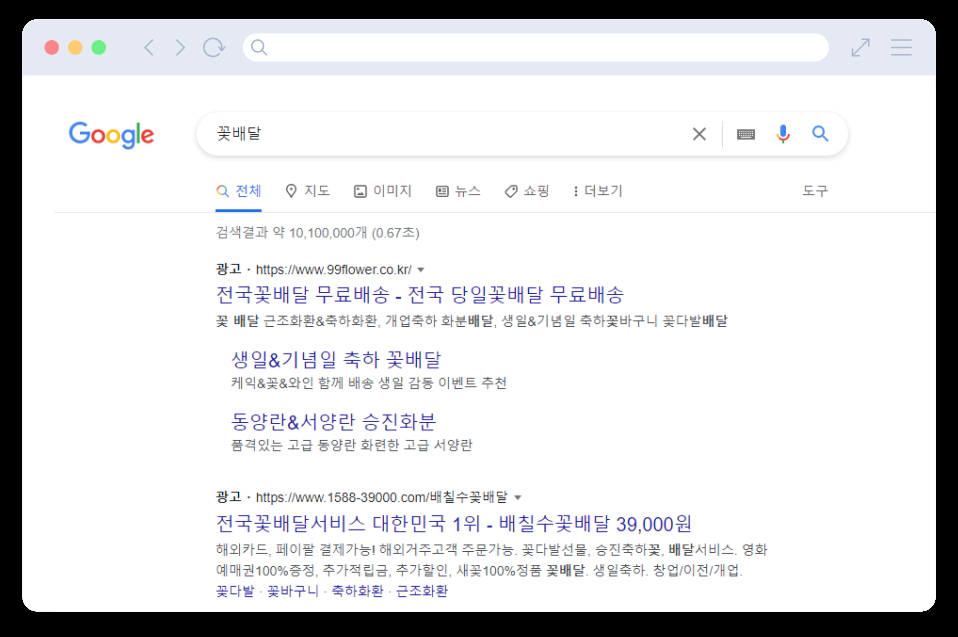 Google
꽃배달
전체 지도 이미지 뉴스 쇼핑 더보기 도구
검색결과 약 10,100,000개 (0.67초)
광고 · https://www.99flower.co.kr/
전국꽃배달 무료배송 - 전국 당일꽃배달 무료배송
꽃 배달 근조화환&축하화환, 개업축하 화분배달, 생일&기념일 축하꽃바구니 꽃다발배달
생일&기념일 축하 꽃배달
케익&꽃&와인 함께 배송 생일 감동 이벤트 추천
동양란&서양란 승진화분
품격있는 고급 동양란 화련한 고급 서양란
광고 · https://www.1588-39000.com/배칠수꽃배달
전국꽃배달서비스 대한민국 1위 - 배칠수꽃배달 39,000원
해외카드, 페이팔 결제가능! 해외거주고객 주문가능. 꽃다발선물, 승진축하꽃, 배달서비스. 영화
예매권100%증정, 추가적립금, 추가할인, 새꽃100%정품 꽃배달. 생일축하. 창업/이전/개업.
꽃다발 · 꽃바구니 · 축하화환 · 근조화환